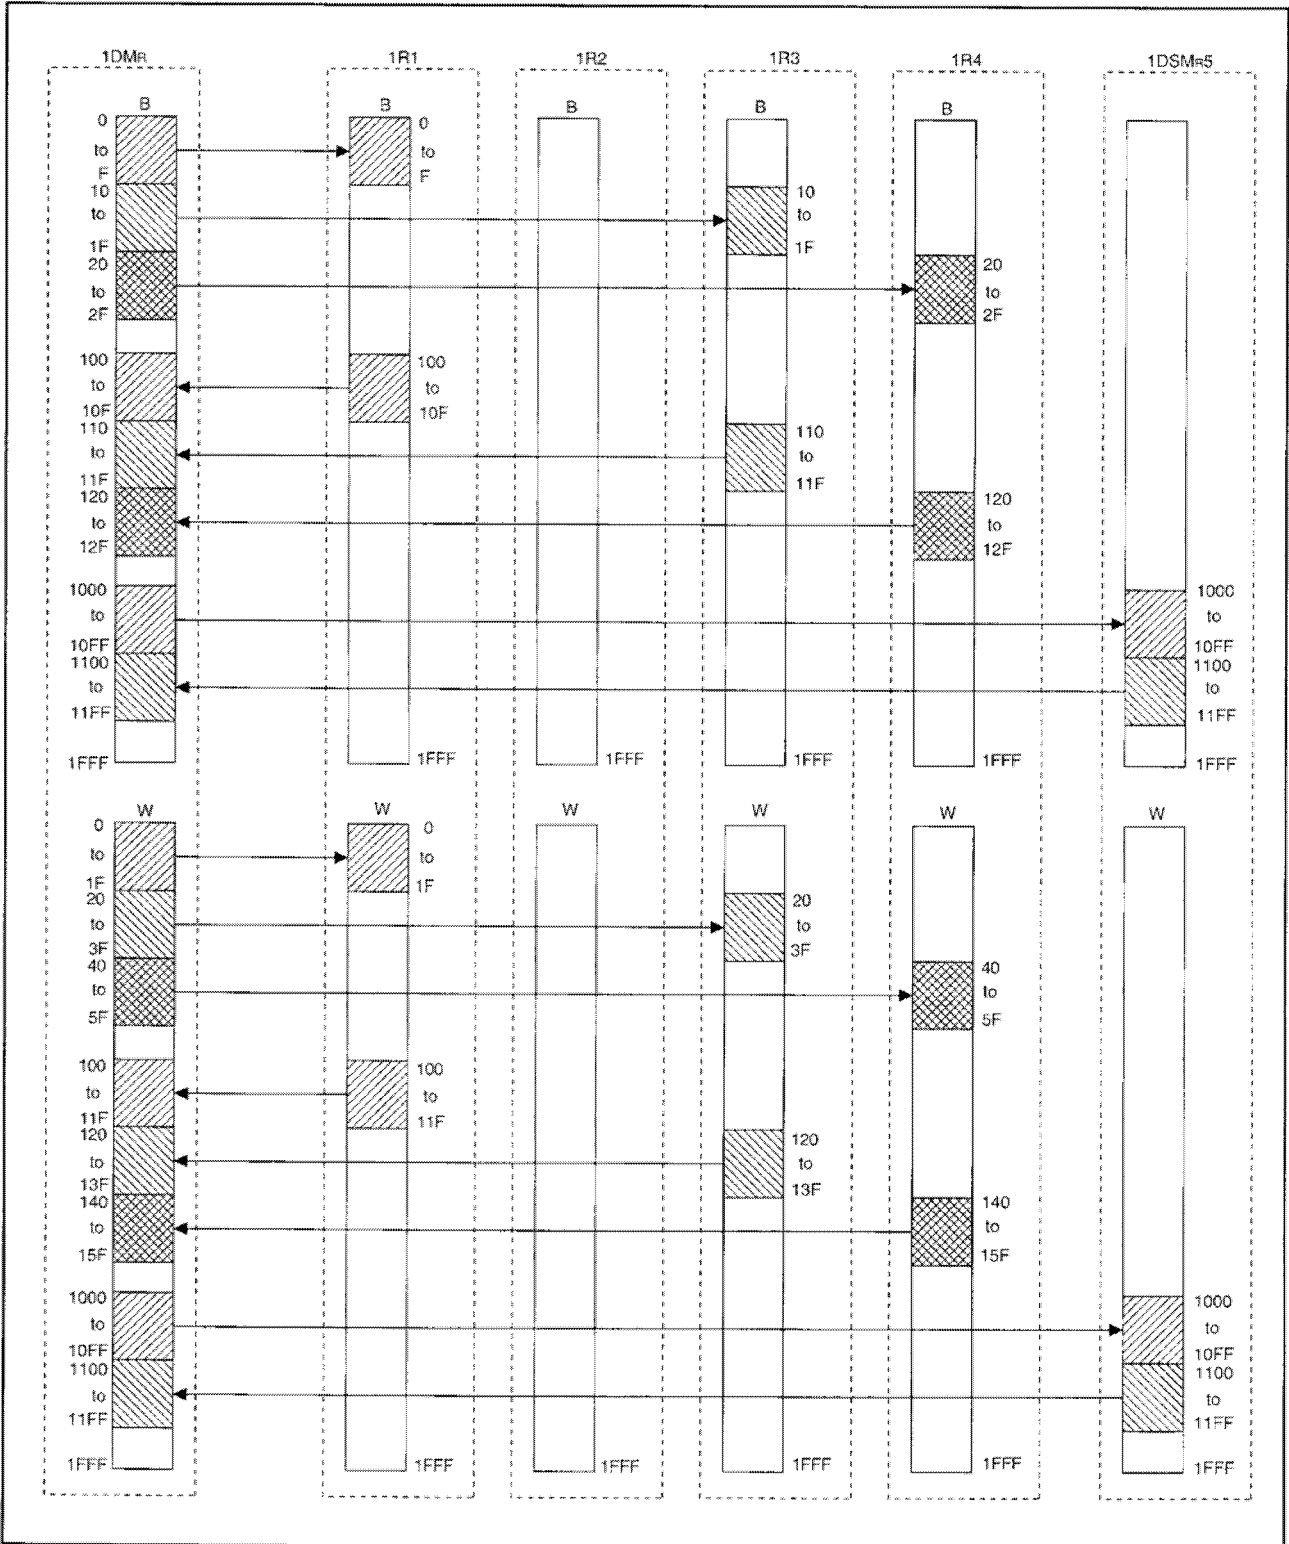 1DMR 1R1 1R2 1R3 1R4 1DSMR5
B B B B B
0 0
to to
F F
10 10
to to
1F 1F
20 20
to to
2F 2F
100 100
to to
10F 10F
110 110
to to
11F 11F
120 120
to to
12F 12F
1000 1000
to to
10FF 10FF
1100 1100
to to
11FF 11FF
1FFF 1FFF 1FFF 1FFF 1FFF 1FFF
W W W W W W
0 0
to to
1F 1F
20 20
to to
3F 3F
40 40
to to
5F 5F
100 100
to to
11F 11F
120 120
to to
13F 13F
140 140
to to
15F 15F
1000 1000
to to
10FF 10FF
1100 1100
to to
11FF 11FF
1FFF 1FFF 1FFF 1FFF 1FFF 1FFF